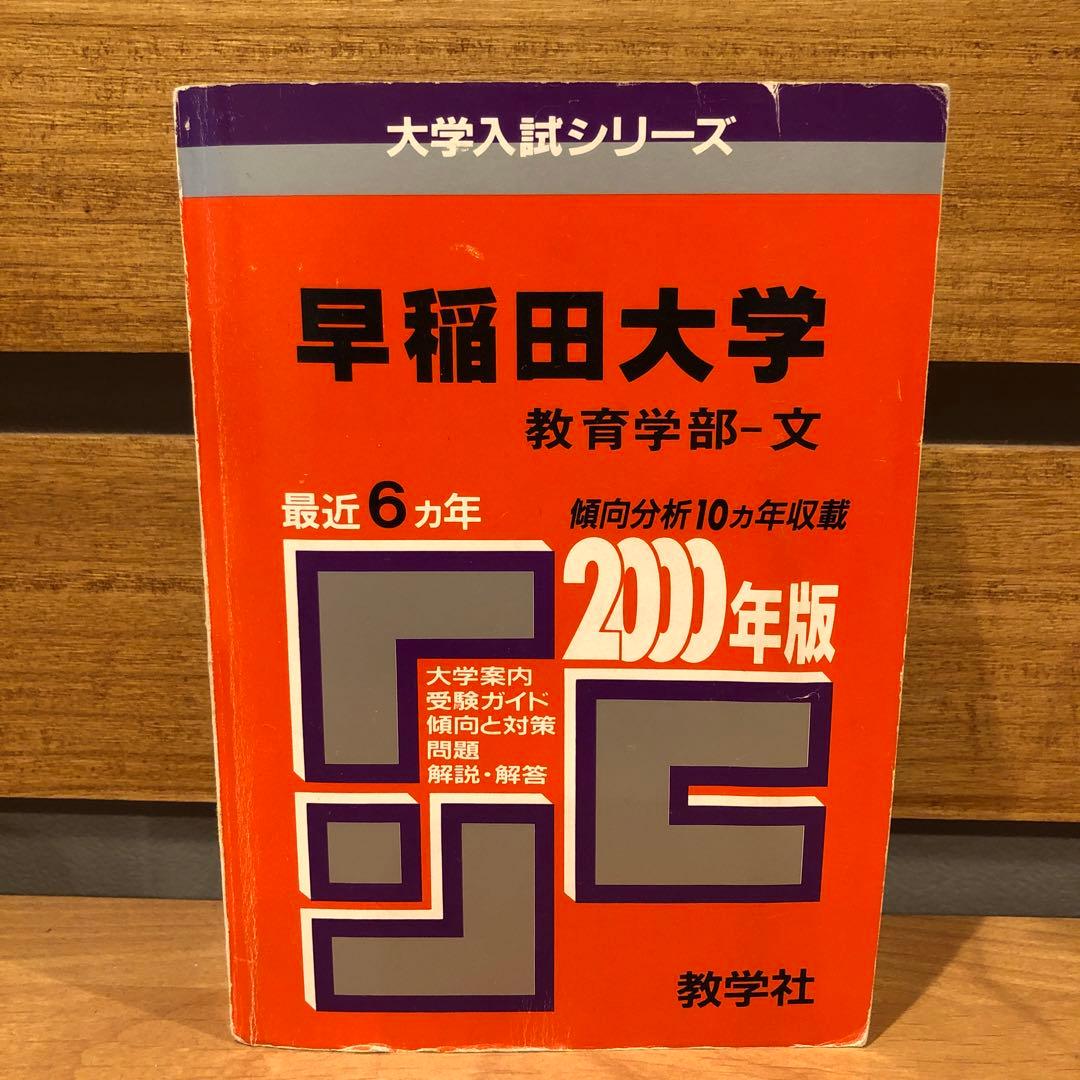 大学入試シリーズ
早稲田大学
教育学部-文
最近6カ年
傾向分析10ヵ年収載
2000年版
大学案内
受験ガイド
傾向と対策
問題
解説・解答
教学社